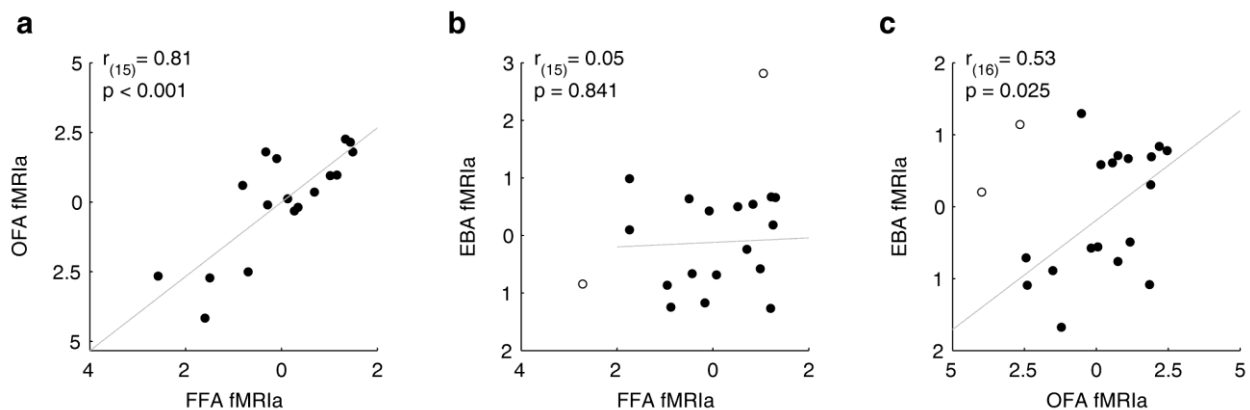 a
r(15)= 0.81
p < 0.001
5
2.5
0
2.5
5
OFA fMRIa
4
2
0
2
FFA fMRIa
b
r(15)= 0.05
p = 0.841
3
2
1
0
1
2
EBA fMRIa
4
2
0
2
FFA fMRIa
c
r(16)= 0.53
p = 0.025
2
1
0
1
2
EBA fMRIa
5
2.5
0
2.5
5
OFA fMRIa